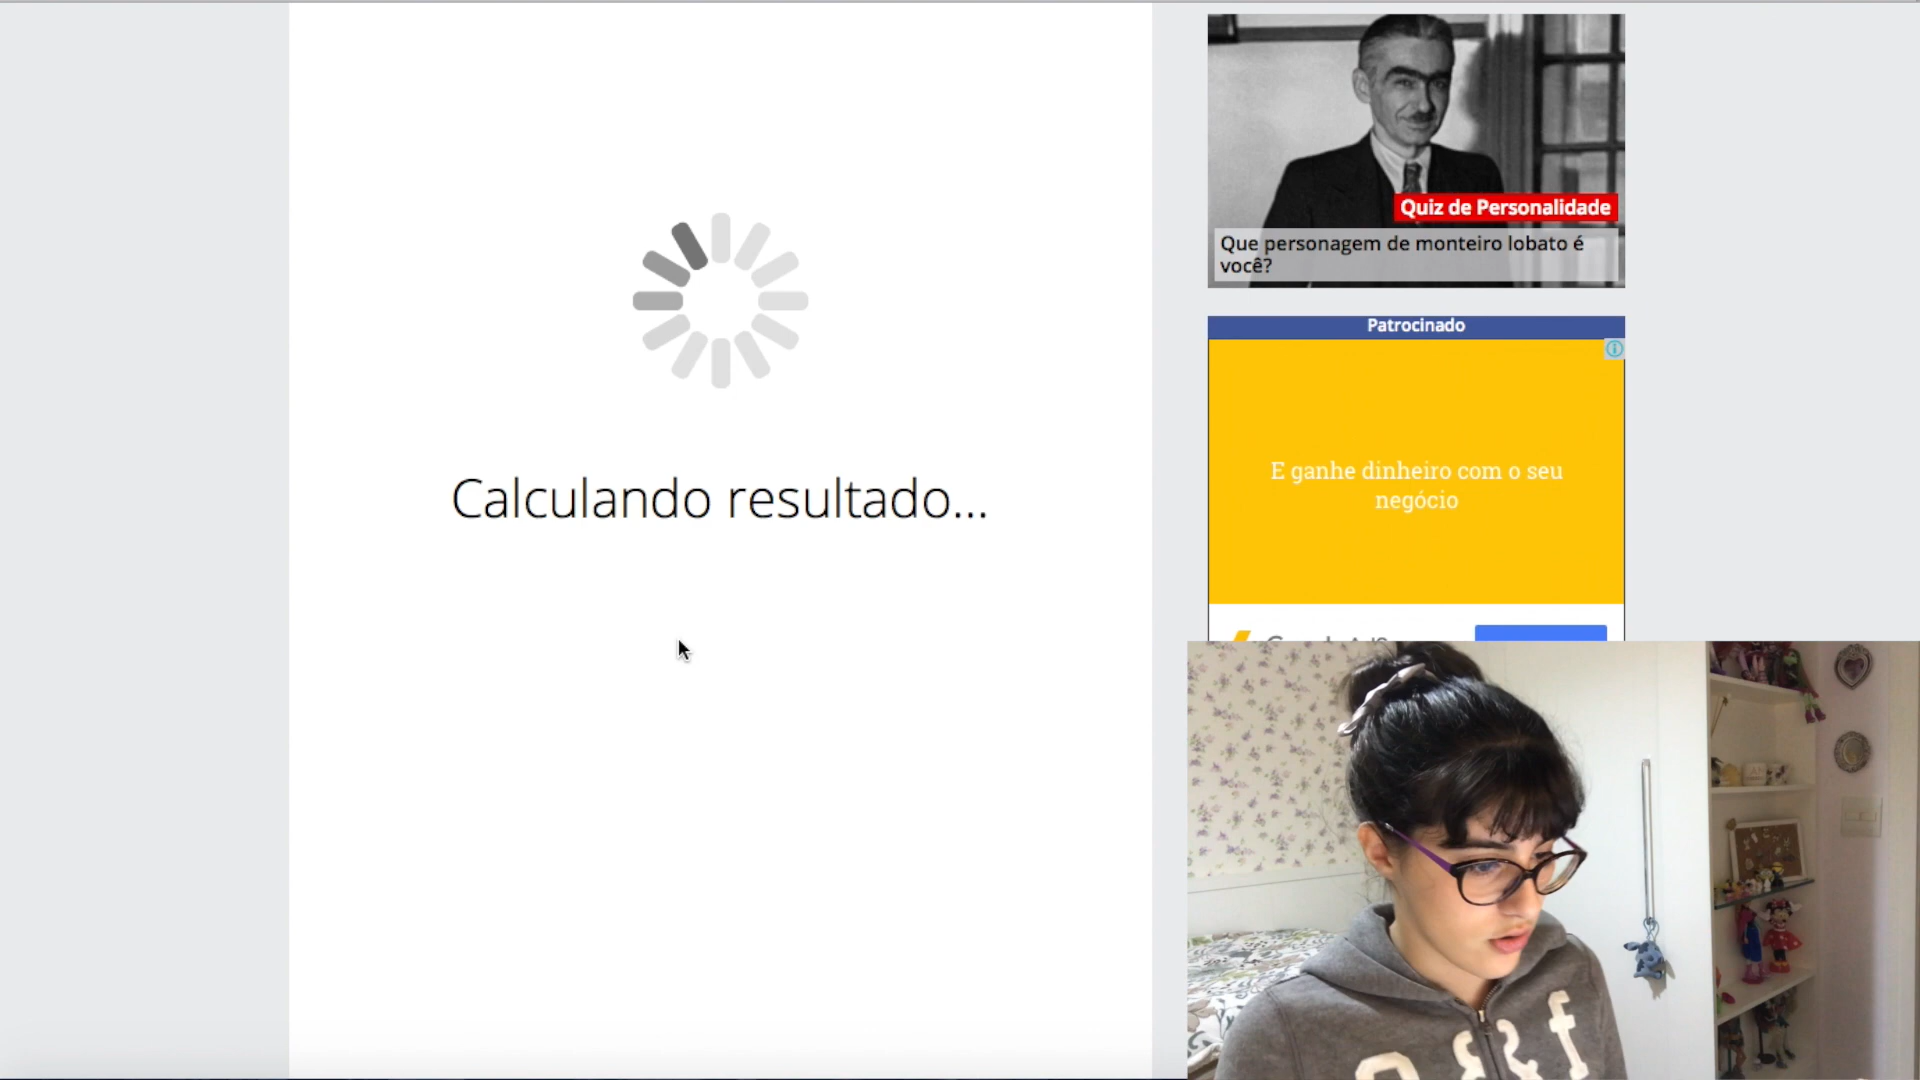 Quiz de Personalidade
Que personagem de monteiro lobato é
você?
Patrocinado
E ganhe dinheiro com o seu
negócio
Calculando resultado...